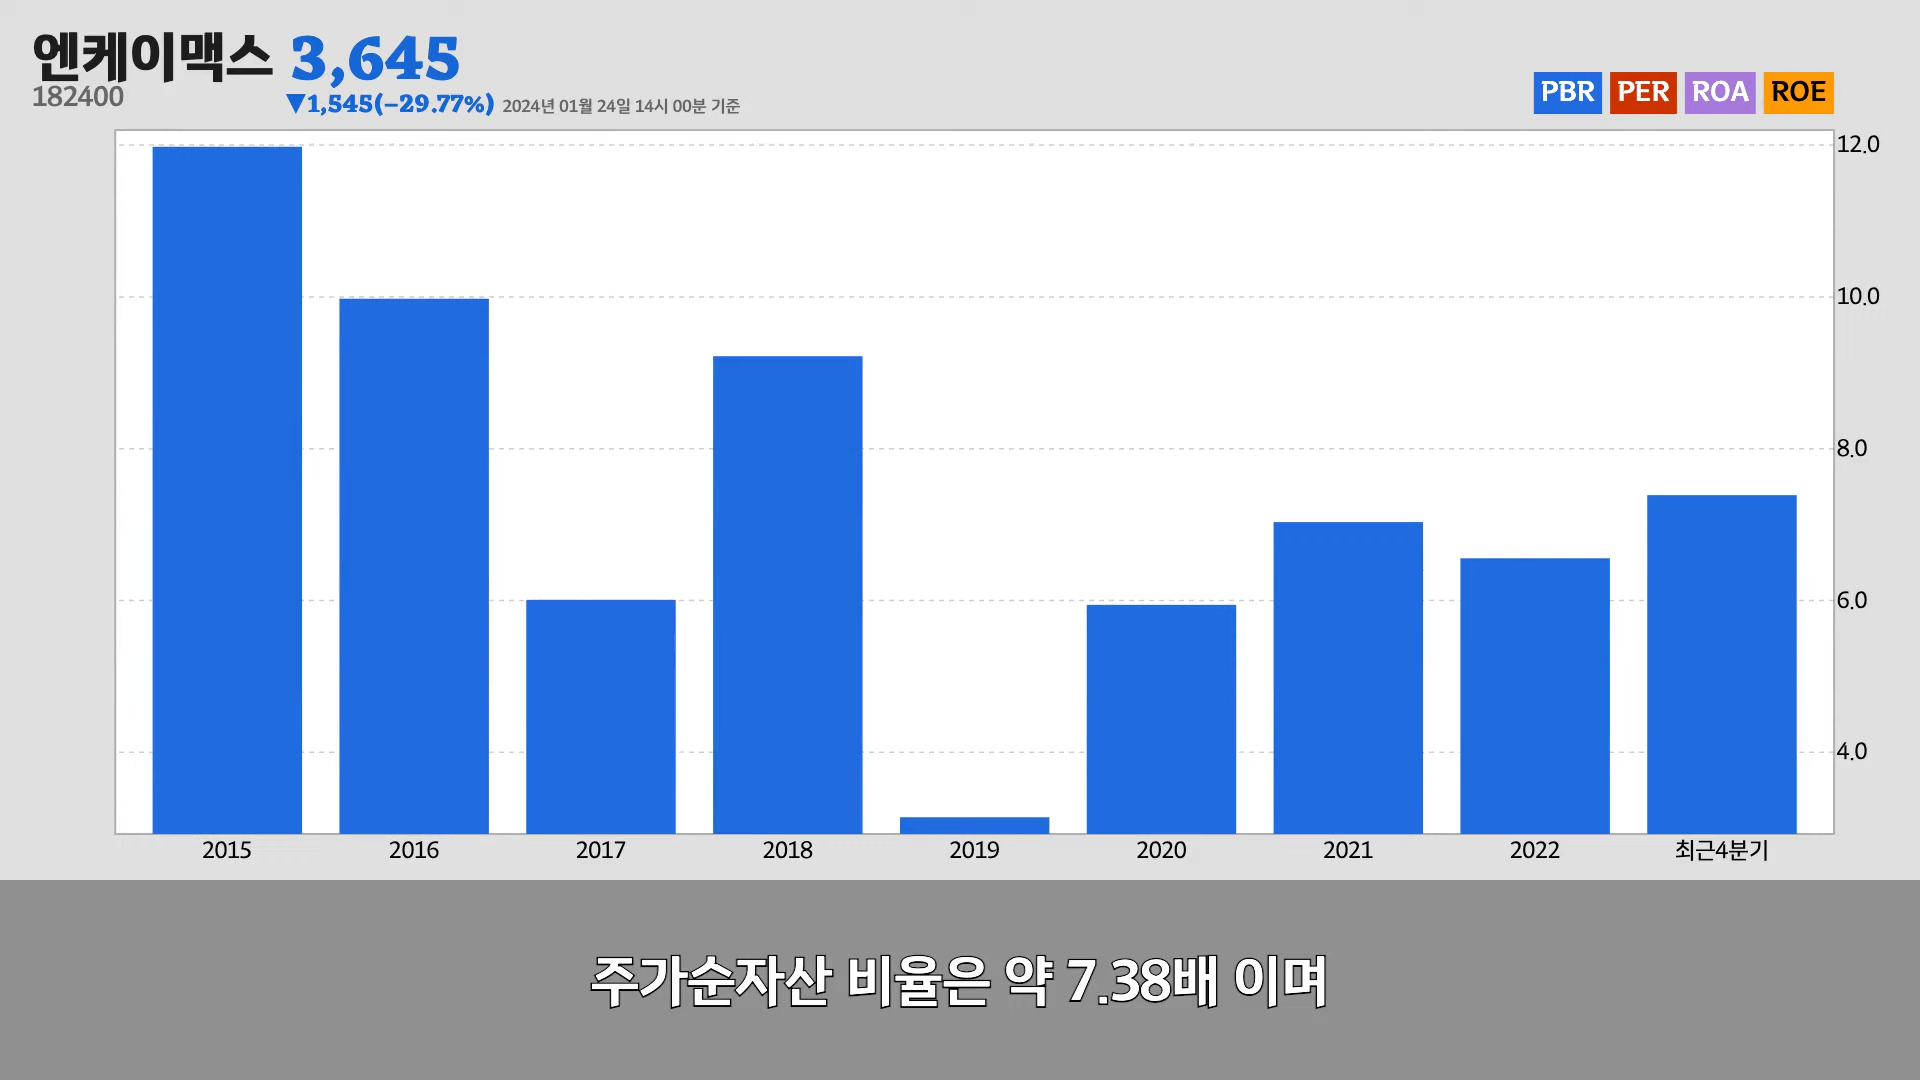 엔케이맥스 3,645
182400
▼1,545(−29.77%) 2024년 01월 24일 14시 00분 기준
PBR PER ROA ROE
12.0
10.0
8.0
6.0
4.0
2015 2016 2017 2018 2019 2020 2021 2022 최근4분기
주가순자산 비율은 약 7.38배 이며